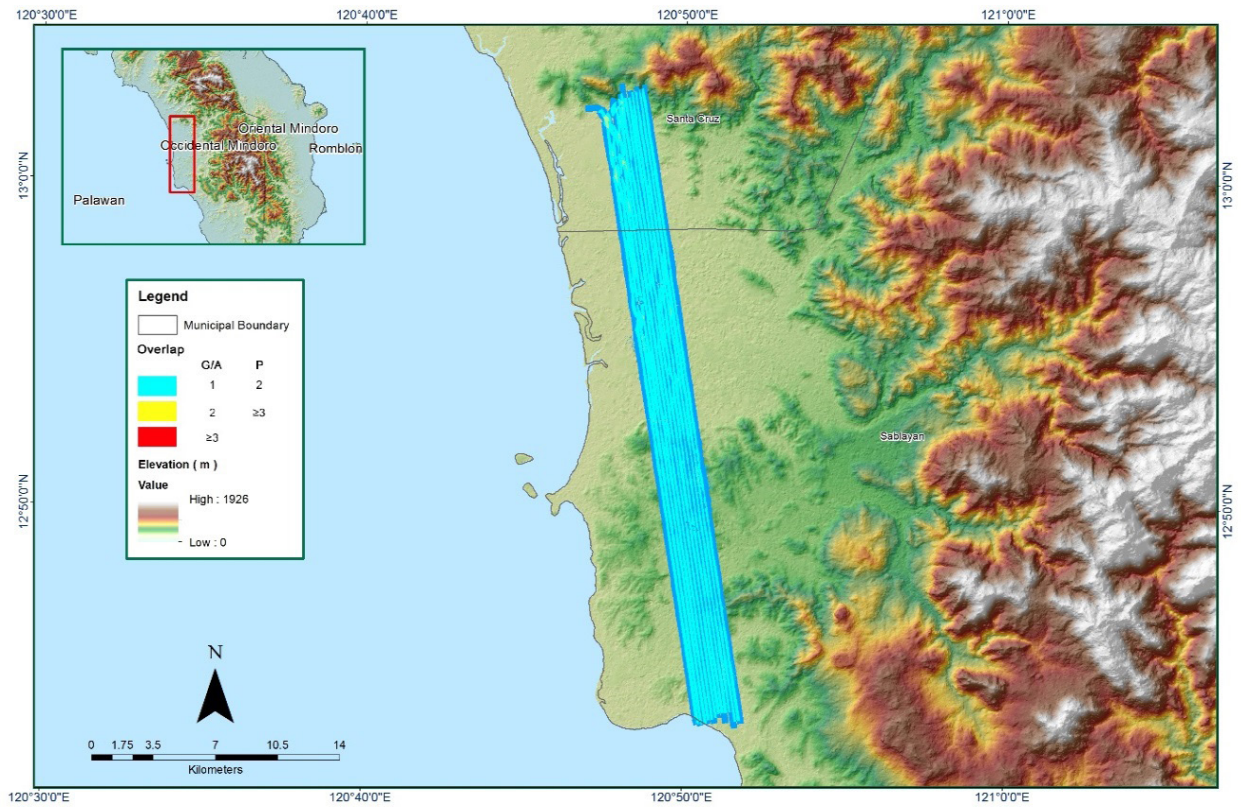 120°30'0"E
120°40'0"E
120°50'0"E
121°0'0"E
Oriental Mindoro
Occidental Mindoro
Romblon
Palawan
Santa Cruz
13°0'0"N
13°0'0"N
Legend
Municipal Boundary
Overlap
G/A P
1 2
2 ≥3
≥3
Elevation ( m )
Value
High : 1926
Low : 0
Sablayan
12°50'0"N
12°50'0"N
N
0 1.75 3.5 7 10.5 14
Kilometers
120°30'0"E
120°40'0"E
120°50'0"E
121°0'0"E